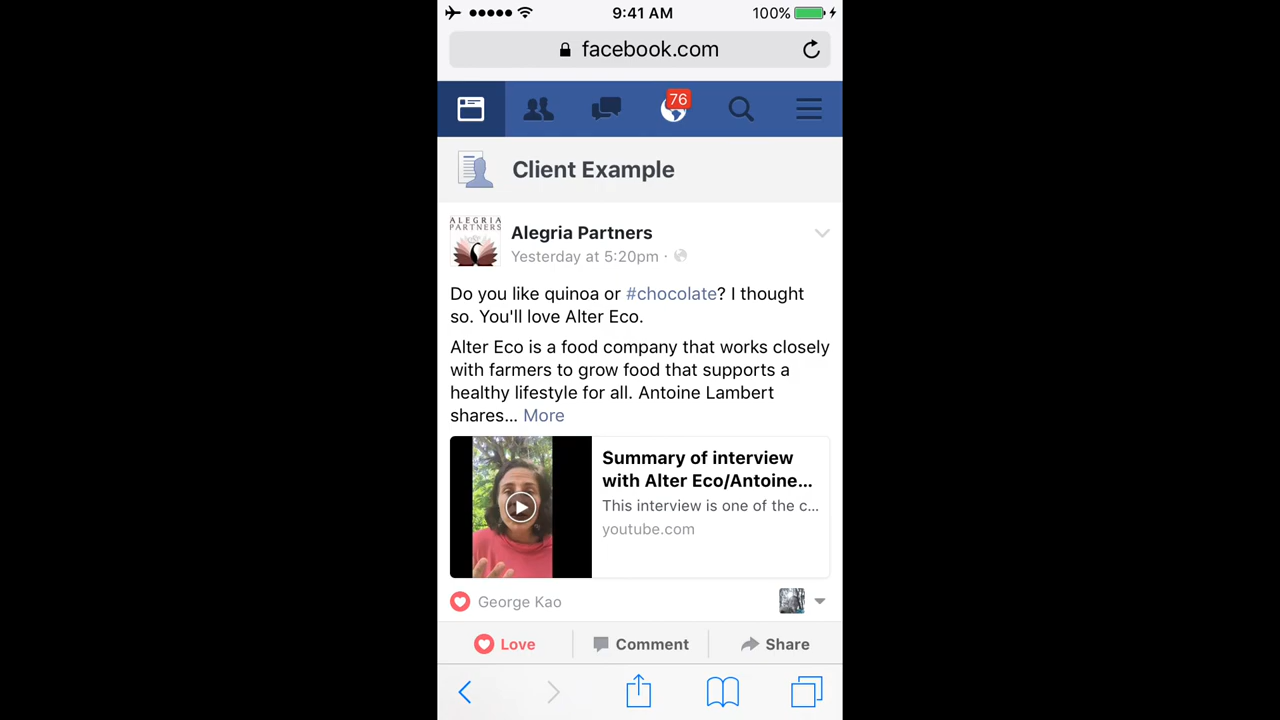 9:41 AM
100%
facebook.com
76
Client Example
ALEGRIA
PARTNERS
Alegria Partners
Yesterday at 5:20pm ·
Do you like quinoa or #chocolate? I thought
so. You'll love Alter Eco.
Alter Eco is a food company that works closely
with farmers to grow food that supports a
healthy lifestyle for all. Antoine Lambert
shares... More
Summary of interview
with Alter Eco/Antoine...
This interview is one of the c...
youtube.com
George Kao
Love
Comment
Share